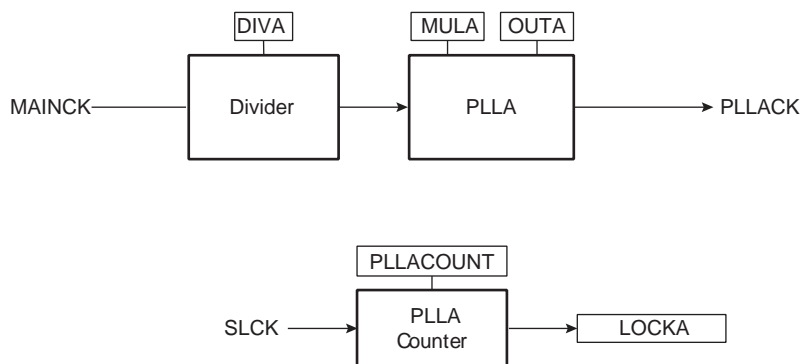 DIVA
MULA
OUTA
MAINCK
Divider
PLLA
PLLACK
PLLACOUNT
SLCK
PLLA
Counter
LOCKA